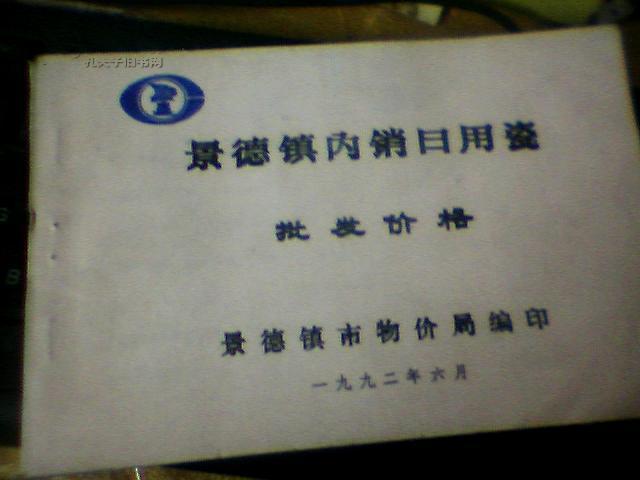 孔夫子旧书网
景德镇内销日用瓷
批发价格
景德镇市物价局编印
一九九二年六月